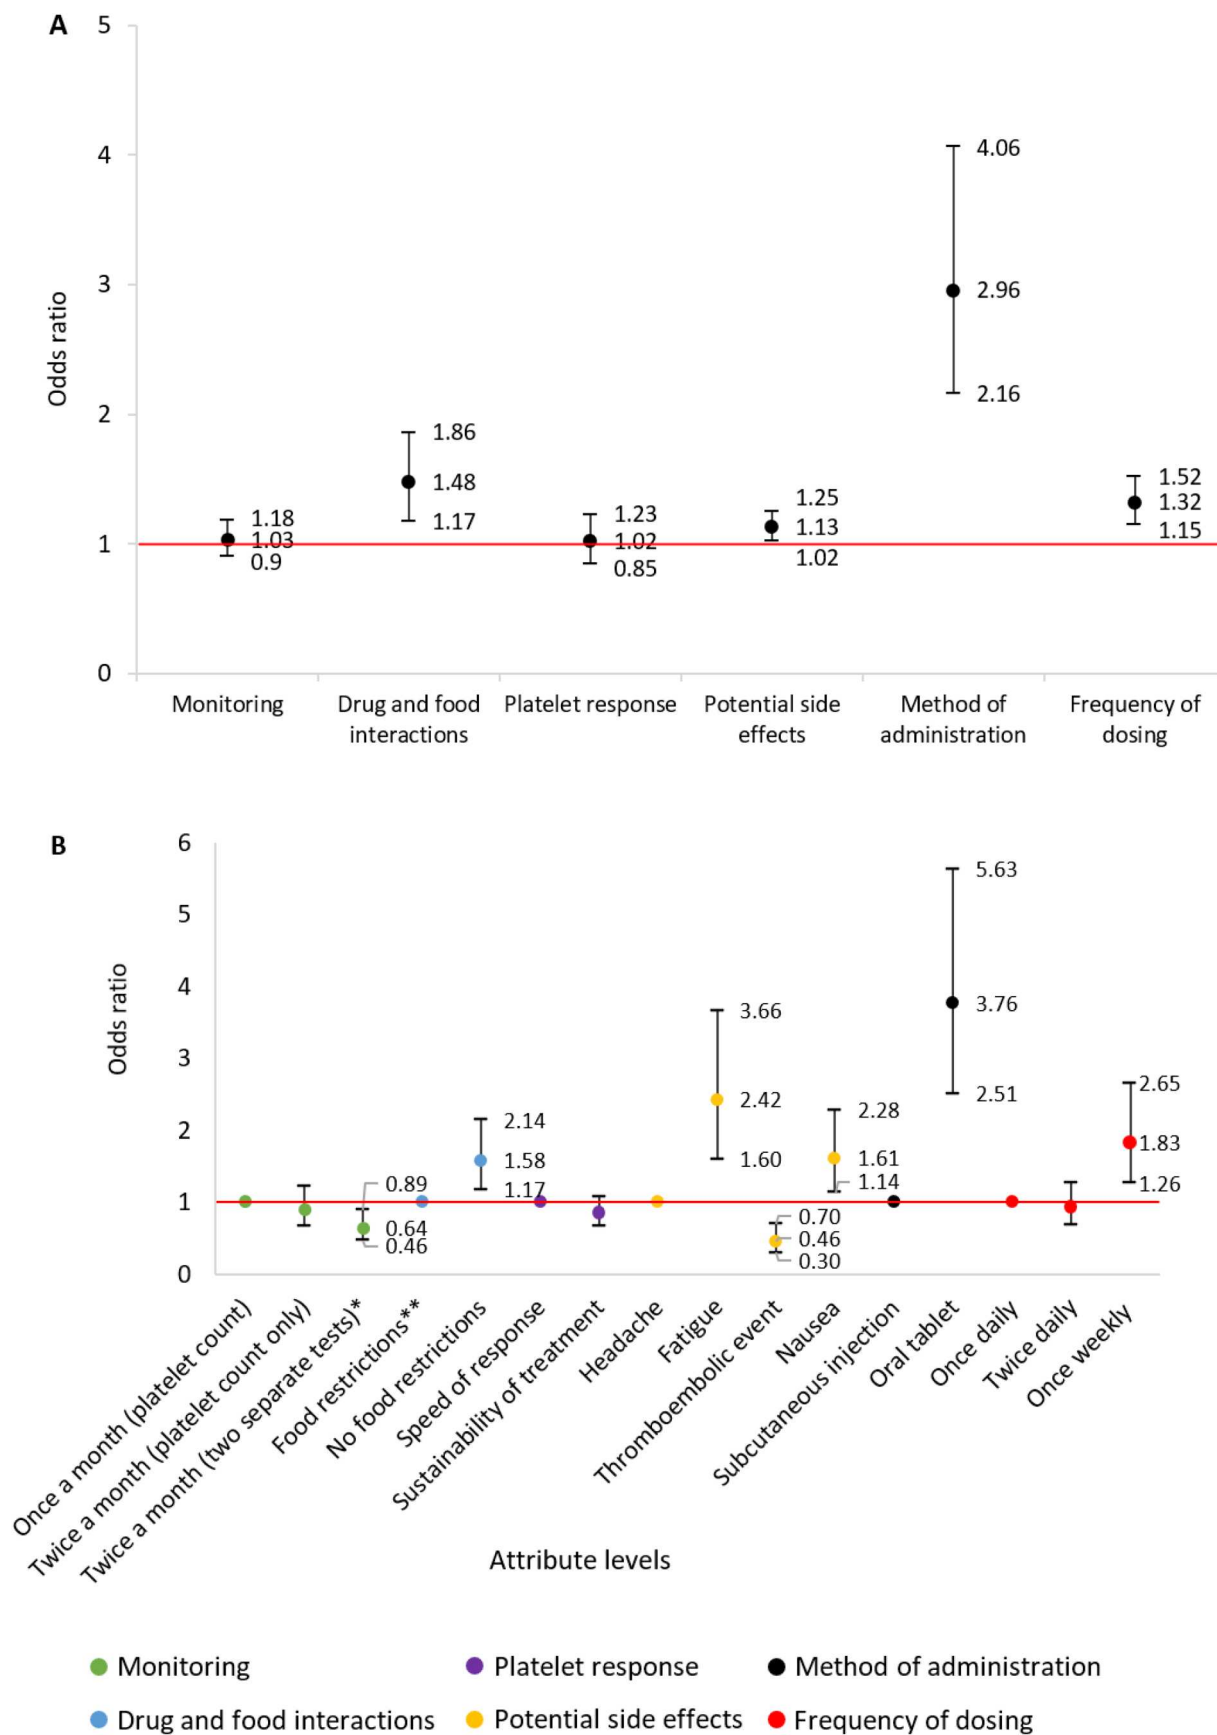 A
5
4
3
2
1
0
Odds ratio
1.18
1.03
0.9
1.86
1.48
1.17
1.23
1.02
0.85
1.25
1.13
1.02
4.06
2.96
2.16
1.52
1.32
1.15
Monitoring
Drug and food
interactions
Platelet response
Potential side
effects
Method of
administration
Frequency of
dosing
B
6
5
4
3
2
1
0
Odds ratio
0.89
0.64
0.46
2.14
1.58
1.17
3.66
2.42
1.60
0.70
0.46
0.30
2.28
1.61
1.14
5.63
3.76
2.51
2.65
1.83
1.26
Once a month (platelet count)
Twice a month (platelet count only)
Twice a month (two separate tests)*
Food restrictions**
No food restrictions
Speed of response
Sustainability of treatment
Headache
Fatigue
Thromboembolic event
Nausea
Subcutaneous injection
Oral tablet
Once daily
Twice daily
Once weekly
Attribute levels
Monitoring
Platelet response
Method of administration
Drug and food interactions
Potential side effects
Frequency of dosing